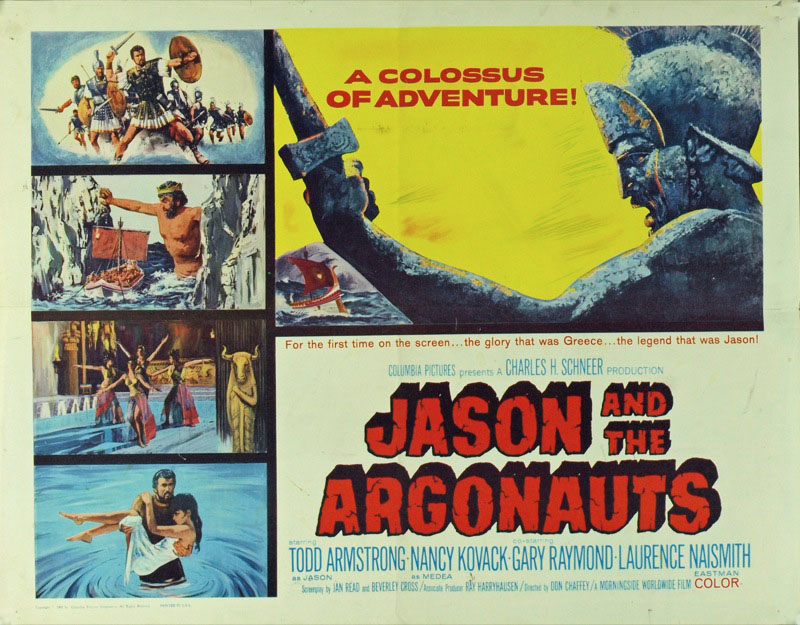 A COLOSSUS
OF ADVENTURE!
For the first time on the screen...the glory that was Greece...the legend that was Jason!
COLUMBIA PICTURES presents A CHARLES H. SCHNEER PRODUCTION
JASON AND THE
ARGONAUTS
starring co-starring
TODD ARMSTRONG·NANCY KOVACK·GARY RAYMOND·LAURENCE NAISMITH
as JASON as MEDEA
Screenplay by JAN READ and BEVERLEY CROSS/Associate Producer RAY HARRYHAUSEN/Directed by DON CHAFFEY/A MORNINGSIDE WORLDWIDE FILM
EASTMAN
COLOR